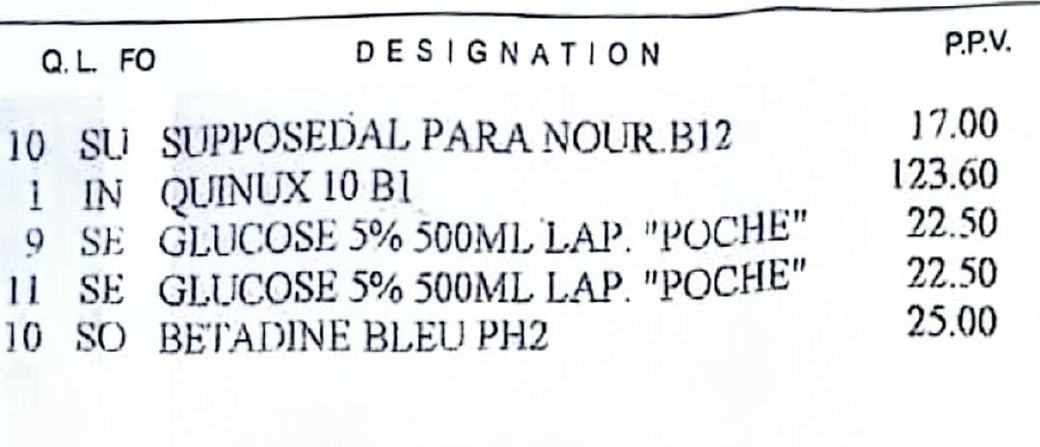 Q. L. FO DESIGNATION P.P.V.
10 SU SUPPOSEDAL PARA NOUR.B12 17.00
1 IN QUINUX 10 B1 123.60
9 SE GLUCOSE 5% 500ML LAP. "POCHE" 22.50
11 SE GLUCOSE 5% 500ML LAP. "POCHE" 22.50
10 SO BETADINE BLEU PH2 25.00